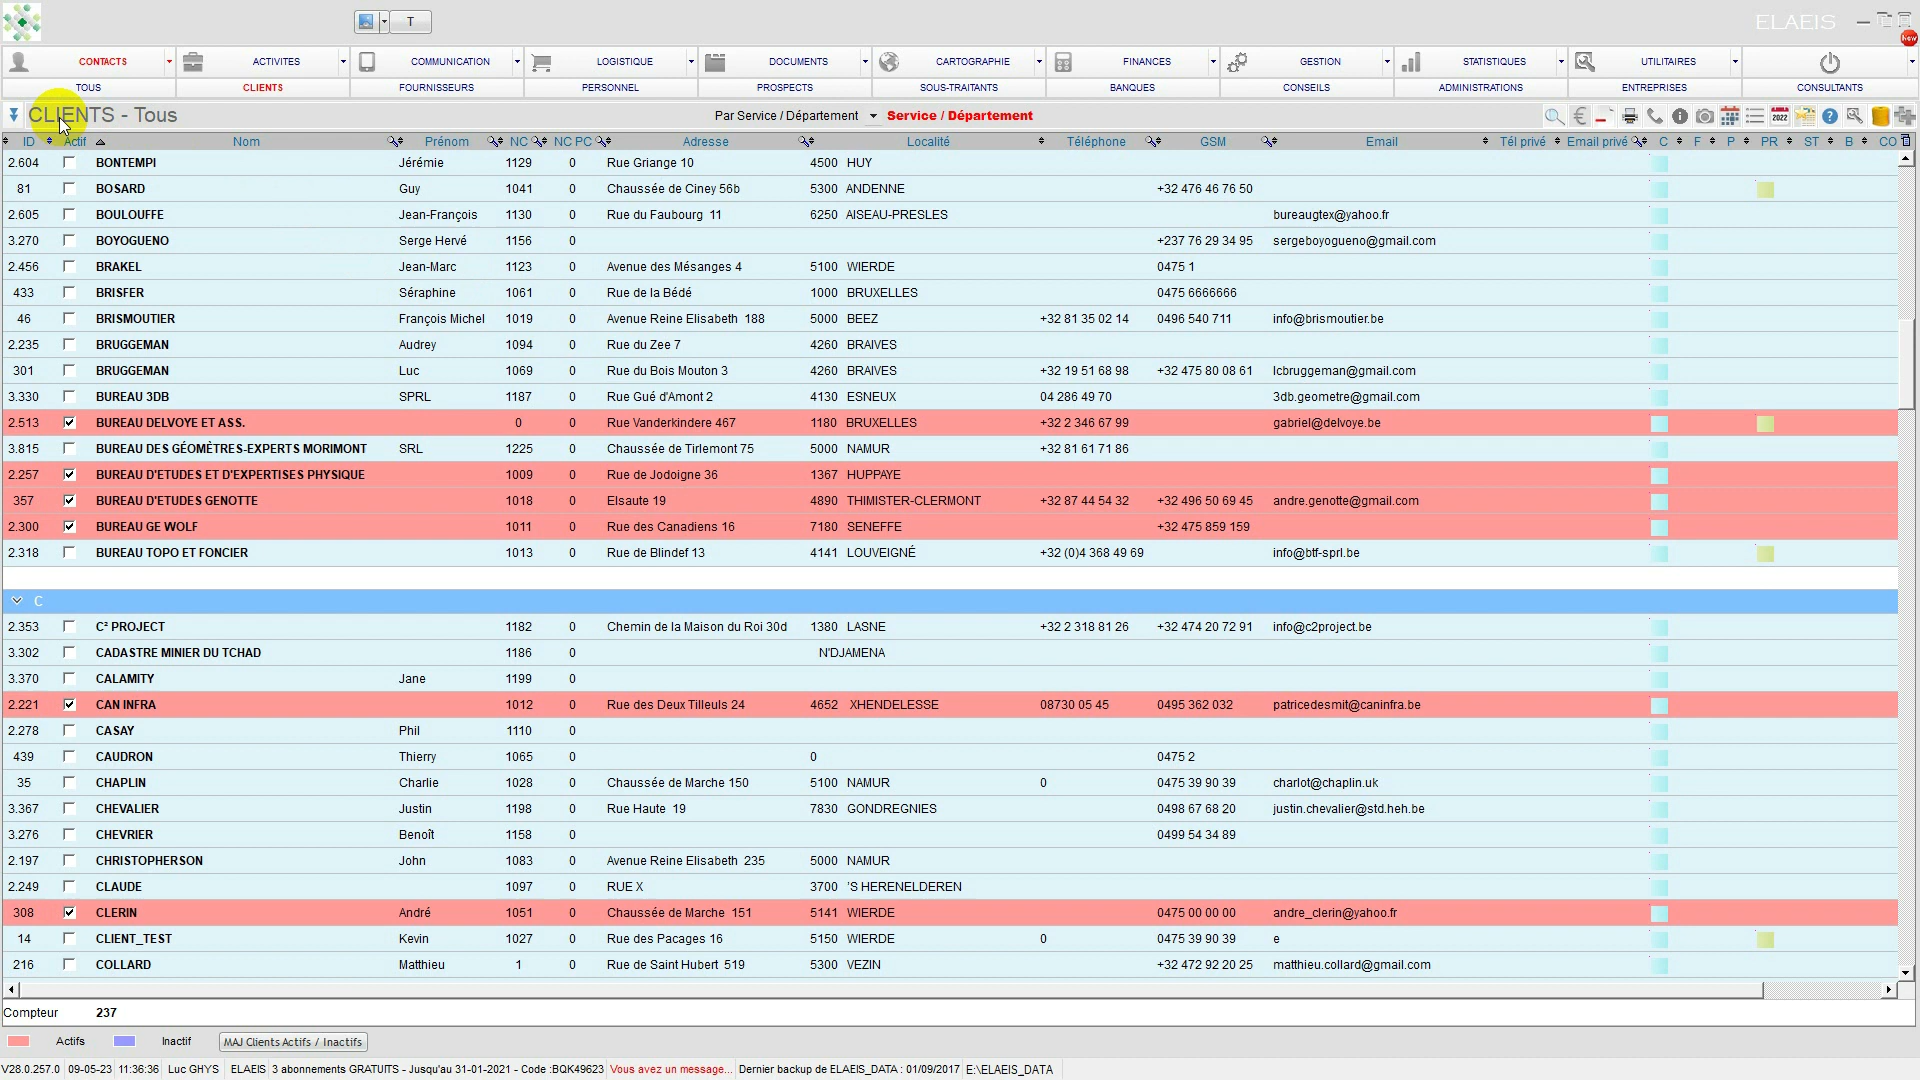 T
ELAEIS
New
CONTACTS ACTIVITES COMMUNICATION LOGISTIQUE DOCUMENTS CARTOGRAPHIE FINANCES GESTION STATISTIQUES UTILITAIRES
TOUS CLIENTS FOURNISSEURS PERSONNEL PROSPECTS SOUS-TRAITANTS BANQUES CONSEILS ADMINISTRATIONS ENTREPRISES CONSULTANTS
CLIENTS - Tous Par Service / Département Service / Département 2022
ID Actif Nom Prénom NC NC PC Adresse Localité Téléphone GSM Email Tél privé Email privé C F P PR ST B CO
2.604 BONTEMPI Jérémie 1129 0 Rue Griange 10 4500 HUY
81 BOSARD Guy 1041 0 Chaussée de Ciney 56b 5300 ANDENNE +32 476 46 76 50
2.605 BOULOUFFE Jean-François 1130 0 Rue du Faubourg 11 6250 AISEAU-PRESLES bureaugtex@yahoo.fr
3.270 BOYOGUENO Serge Hervé 1156 0 +237 76 29 34 95 sergeboyogueno@gmail.com
2.456 BRAKEL Jean-Marc 1123 0 Avenue des Mésanges 4 5100 WIERDE 0475 1
433 BRISFER Séraphine 1061 0 Rue de la Bédé 1000 BRUXELLES 0475 6666666
46 BRISMOUTIER François Michel 1019 0 Avenue Reine Elisabeth 188 5000 BEEZ +32 81 35 02 14 0496 540 711 info@brismoutier.be
2.235 BRUGGEMAN Audrey 1094 0 Rue du Zee 7 4260 BRAIVES
301 BRUGGEMAN Luc 1069 0 Rue du Bois Mouton 3 4260 BRAIVES +32 19 51 68 98 +32 475 80 08 61 lcbruggeman@gmail.com
3.330 BUREAU 3DB SPRL 1187 0 Rue Gué d'Amont 2 4130 ESNEUX 04 286 49 70 3db.geometre@gmail.com
2.513 BUREAU DELVOYE ET ASS. 0 0 Rue Vanderkindere 467 1180 BRUXELLES +32 2 346 67 99 gabriel@delvoye.be
3.815 BUREAU DES GÉOMÈTRES-EXPERTS MORIMONT SRL 1225 0 Chaussée de Tirlemont 75 5000 NAMUR +32 81 61 71 86
2.257 BUREAU D'ETUDES ET D'EXPERTISES PHYSIQUE 1009 0 Rue de Jodoigne 36 1367 HUPPAYE
357 BUREAU D'ETUDES GENOTTE 1018 0 Elsaute 19 4890 THIMISTER-CLERMONT +32 87 44 54 32 +32 496 50 69 45 andre.genotte@gmail.com
2.300 BUREAU GE WOLF 1011 0 Rue des Canadiens 16 7180 SENEFFE +32 475 859 159
2.318 BUREAU TOPO ET FONCIER 1013 0 Rue de Blindef 13 4141 LOUVEIGNÉ +32 (0)4 368 49 69 info@btf-sprl.be
C
2.353 C² PROJECT 1182 0 Chemin de la Maison du Roi 30d 1380 LASNE +32 2 318 81 26 +32 474 20 72 91 info@c2project.be
3.302 CADASTRE MINIER DU TCHAD 1186 0 N'DJAMENA
3.370 CALAMITY Jane 1199 0
2.221 CAN INFRA 1012 0 Rue des Deux Tilleuls 24 4652 XHENDELESSE 08730 05 45 0495 362 032 patricedesmit@caninfra.be
2.278 CASAY Phil 1110 0
439 CAUDRON Thierry 1065 0 0 0475 2
35 CHAPLIN Charlie 1028 0 Chaussée de Marche 150 5100 NAMUR 0 0475 39 90 39 charlot@chaplin.uk
3.367 CHEVALIER Justin 1198 0 Rue Haute 19 7830 GONDREGNIES 0498 67 68 20 justin.chevalier@std.heh.be
3.276 CHEVRIER Benoît 1158 0 0499 54 34 89
2.197 CHRISTOPHERSON John 1083 0 Avenue Reine Elisabeth 235 5000 NAMUR
2.249 CLAUDE 1097 0 RUE X 3700 'S HERENELDEREN
308 CLERIN André 1051 0 Chaussée de Marche 151 5141 WIERDE 0475 00 00 00 andre_clerin@yahoo.fr
14 CLIENT_TEST Kevin 1027 0 Rue des Pacages 16 5150 WIERDE 0 0475 39 90 39 e
216 COLLARD Matthieu 1 0 Rue de Saint Hubert 519 5300 VEZIN +32 472 92 20 25 matthieu.collard@gmail.com
Compteur 237
Actifs Inactif MAJ Clients Actifs / Inactifs
V28.0.257.0 09-05-23 11:36:36 Luc GHYS ELAEIS 3 abonnements GRATUITS - Jusqu'au 31-01-2021 - Code :BQK49623 Vous avez un message... Dernier backup de ELAEIS_DATA : 01/09/2017 E:\ELAEIS_DATA